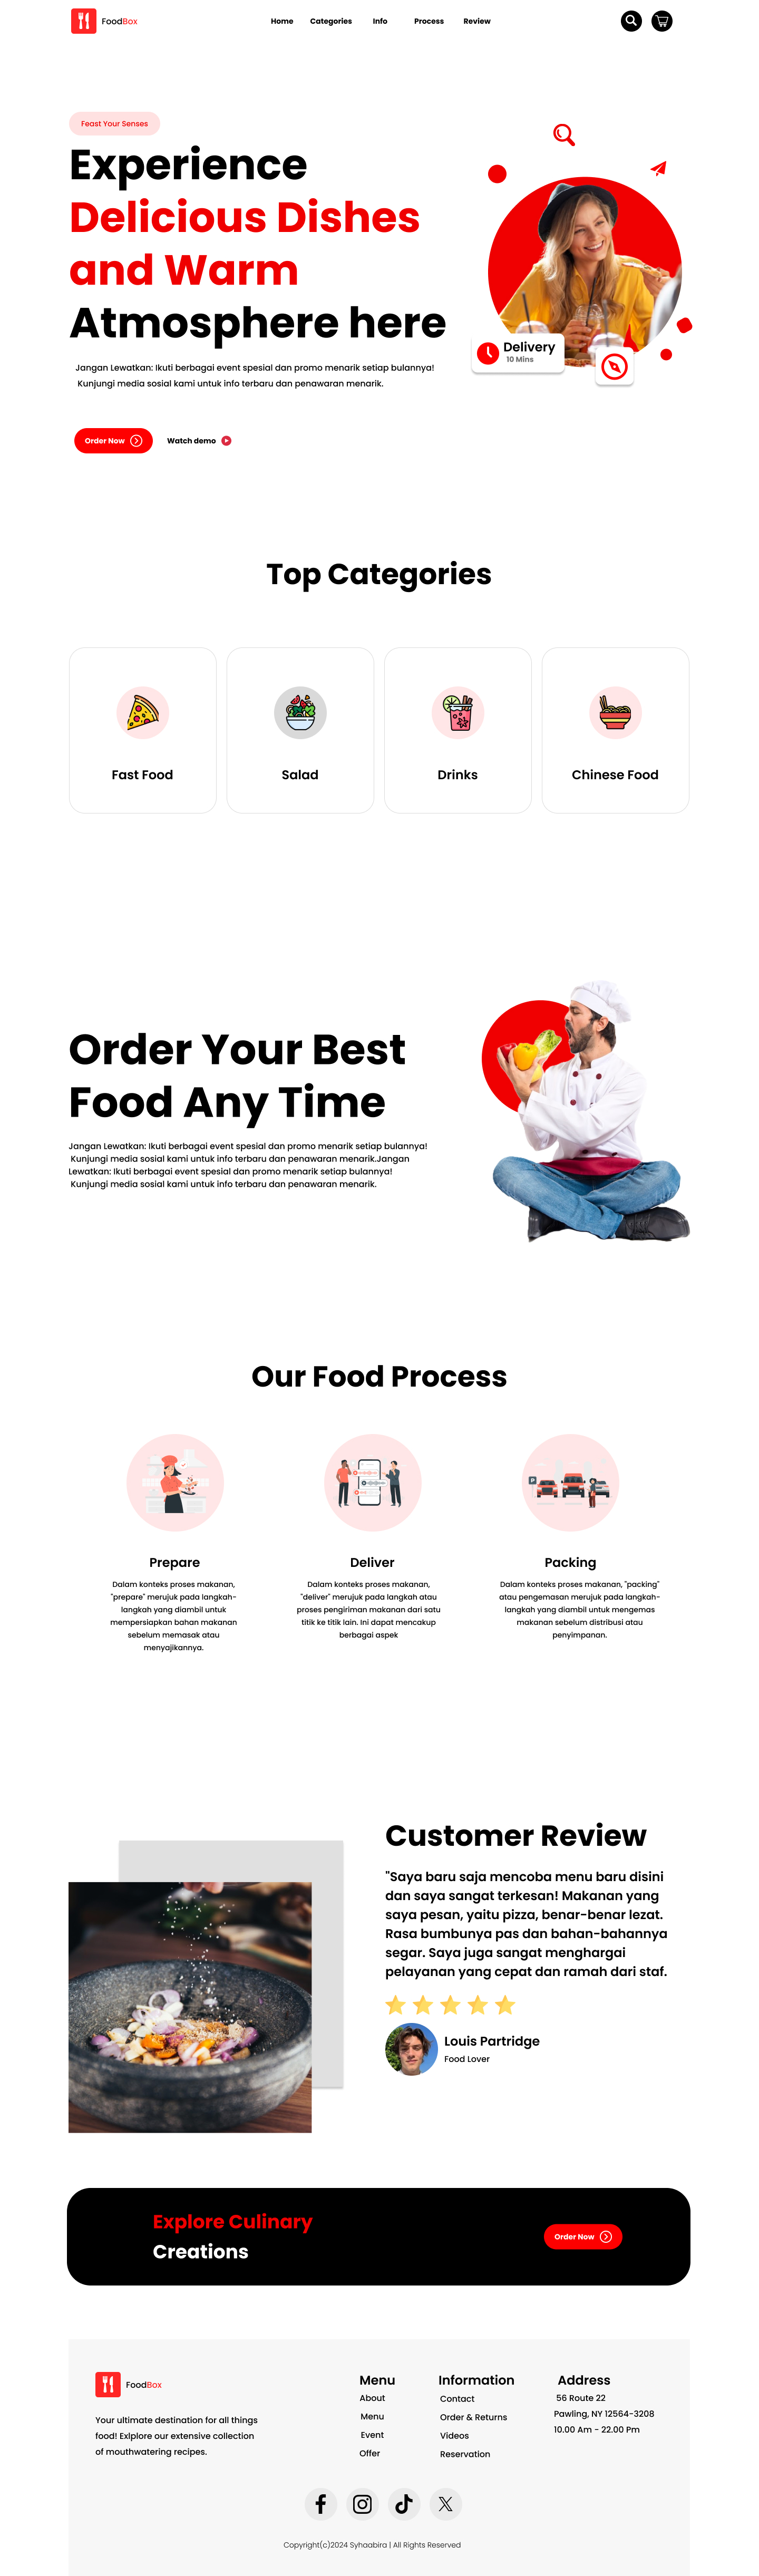 FoodBox
Home Categories Info Process Review
Feast Your Senses
Experience
Delicious Dishes
and Warm
Atmosphere here
Jangan Lewatkan: Ikuti berbagai event spesial dan promo menarik setiap bulannya!
Kunjungi media sosial kami untuk info terbaru dan penawaran menarik.
Order Now
Watch demo
Delivery
10 Mins
Top Categories
Fast Food
Salad
Drinks
Chinese Food
Order Your Best
Food Any Time
Jangan Lewatkan: Ikuti berbagai event spesial dan promo menarik setiap bulannya!
Kunjungi media sosial kami untuk info terbaru dan penawaran menarik.Jangan
Lewatkan: Ikuti berbagai event spesial dan promo menarik setiap bulannya!
Kunjungi media sosial kami untuk info terbaru dan penawaran menarik.
Our Food Process
Prepare
Dalam konteks proses makanan,
"prepare" merujuk pada langkah-
langkah yang diambil untuk
mempersiapkan bahan makanan
sebelum memasak atau
menyajikannya.
Deliver
Dalam konteks proses makanan,
"deliver" merujuk pada langkah atau
proses pengiriman makanan dari satu
titik ke titik lain. Ini dapat mencakup
berbagai aspek
P
Packing
Dalam konteks proses makanan, "packing"
atau pengemasan merujuk pada langkah-
langkah yang diambil untuk mengemas
makanan sebelum distribusi atau
penyimpanan.
Customer Review
"Saya baru saja mencoba menu baru disini
dan saya sangat terkesan! Makanan yang
saya pesan, yaitu pizza, benar-benar lezat.
Rasa bumbunya pas dan bahan-bahannya
segar. Saya juga sangat menghargai
pelayanan yang cepat dan ramah dari staf.
Louis Partridge
Food Lover
Explore Culinary
Creations
Order Now
FoodBox
Your ultimate destination for all things
food! Exlplore our extensive collection
of mouthwatering recipes.
Menu
About
Menu
Event
Offer
Information
Contact
Order & Returns
Videos
Reservation
Address
56 Route 22
Pawling, NY 12564-3208
10.00 Am - 22.00 Pm
Copyright(c)2024 Syhaabira | All Rights Reserved